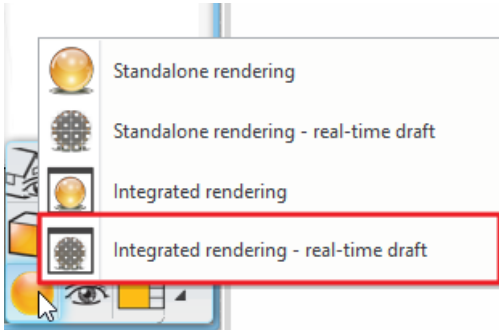 Standalone rendering
Standalone rendering - real-time draft
Integrated rendering
Integrated rendering - real-time draft